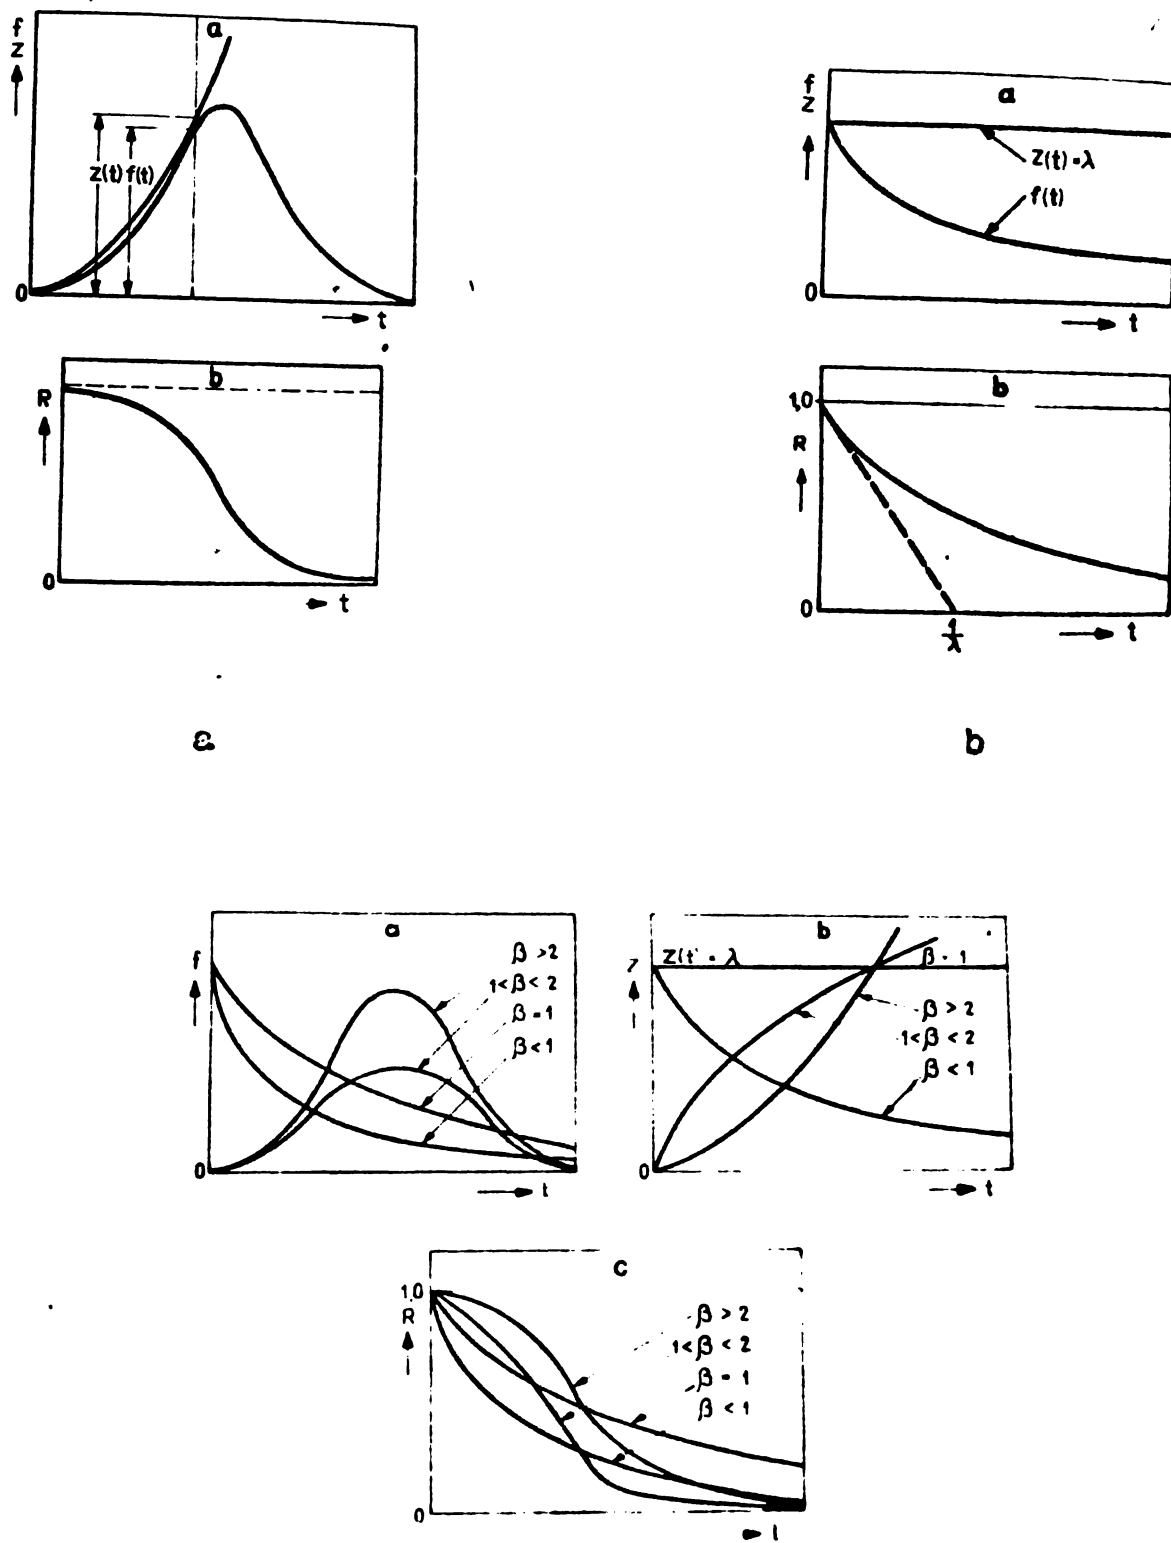 f
Z
a
z(t) f(t)
0
t
b
R
0
t
a
f
Z
a
Z(t) = λ
f(t)
0
t
b
1,0
R
0
1/λ
t
b
a
f
β > 2
1 < β < 2
β = 1
β < 1
0
t
b
Z
Z(t) = λ
β = 1
β > 2
1 < β < 2
β < 1
0
t
c
1,0
R
β > 2
1 < β < 2
β = 1
β < 1
0
t